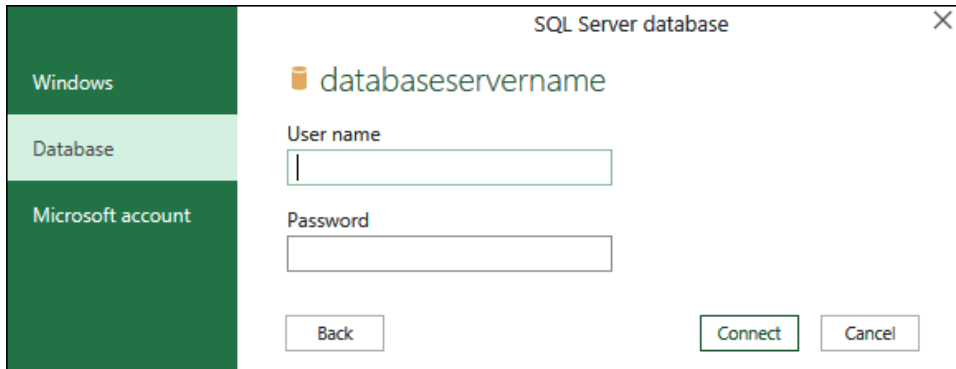 SQL Server database
Windows
Database
Microsoft account
databaseservername
User name
Password
Back
Connect
Cancel